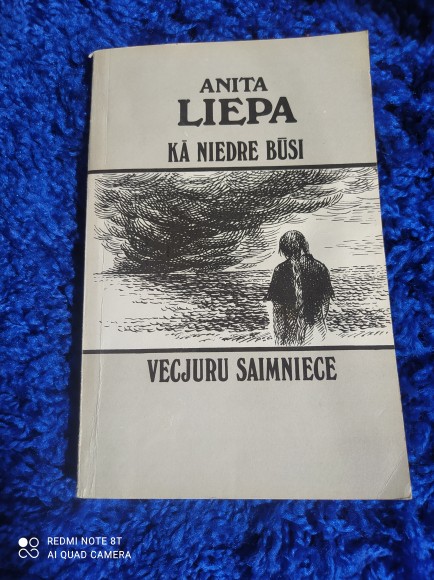 ANITA
LIEPA
KĀ NIEDRE BŪSI
VECJURU SAIMNIECE
REDMI NOTE 8T
AI QUAD CAMERA